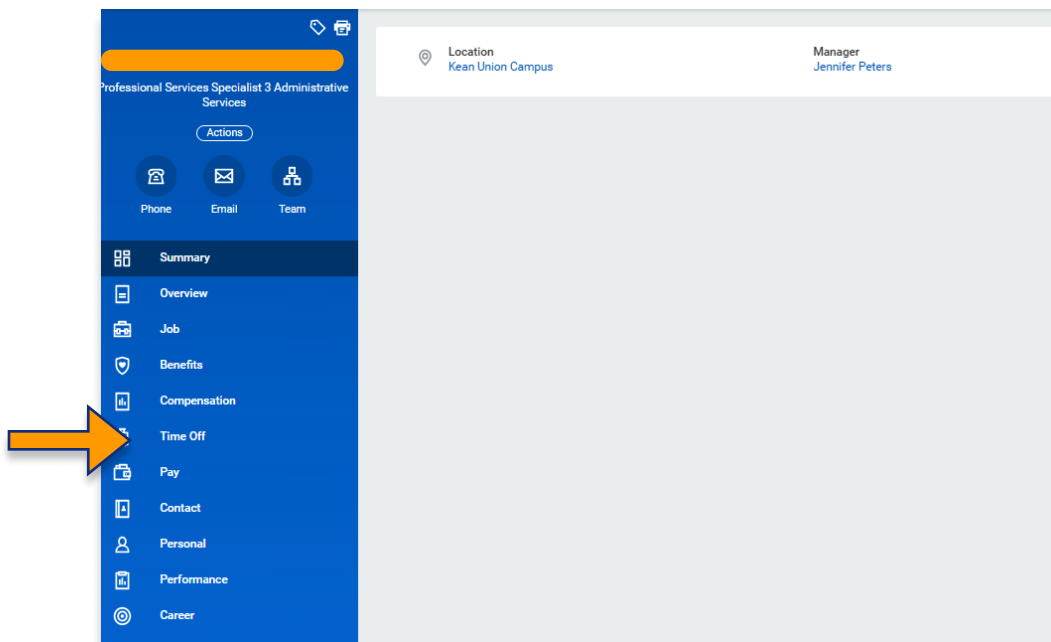 Professional Services Specialist 3 Administrative
Services
Actions
Phone
Email
Team
Summary
Overview
Job
Benefits
Compensation
Time Off
Pay
Contact
Personal
Performance
Career
Location
Kean Union Campus
Manager
Jennifer Peters